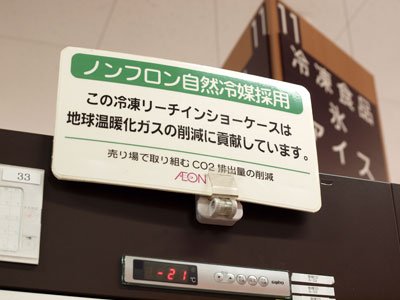 ノンフロン自然冷媒採用
この冷凍リーチインショーケースは
地球温暖化ガスの削減に貢献しています。
売り場で取り組むCO2排出量の削減
ÆON
11
11
冷凍食品
氷
アイス
33
-21
sanyo